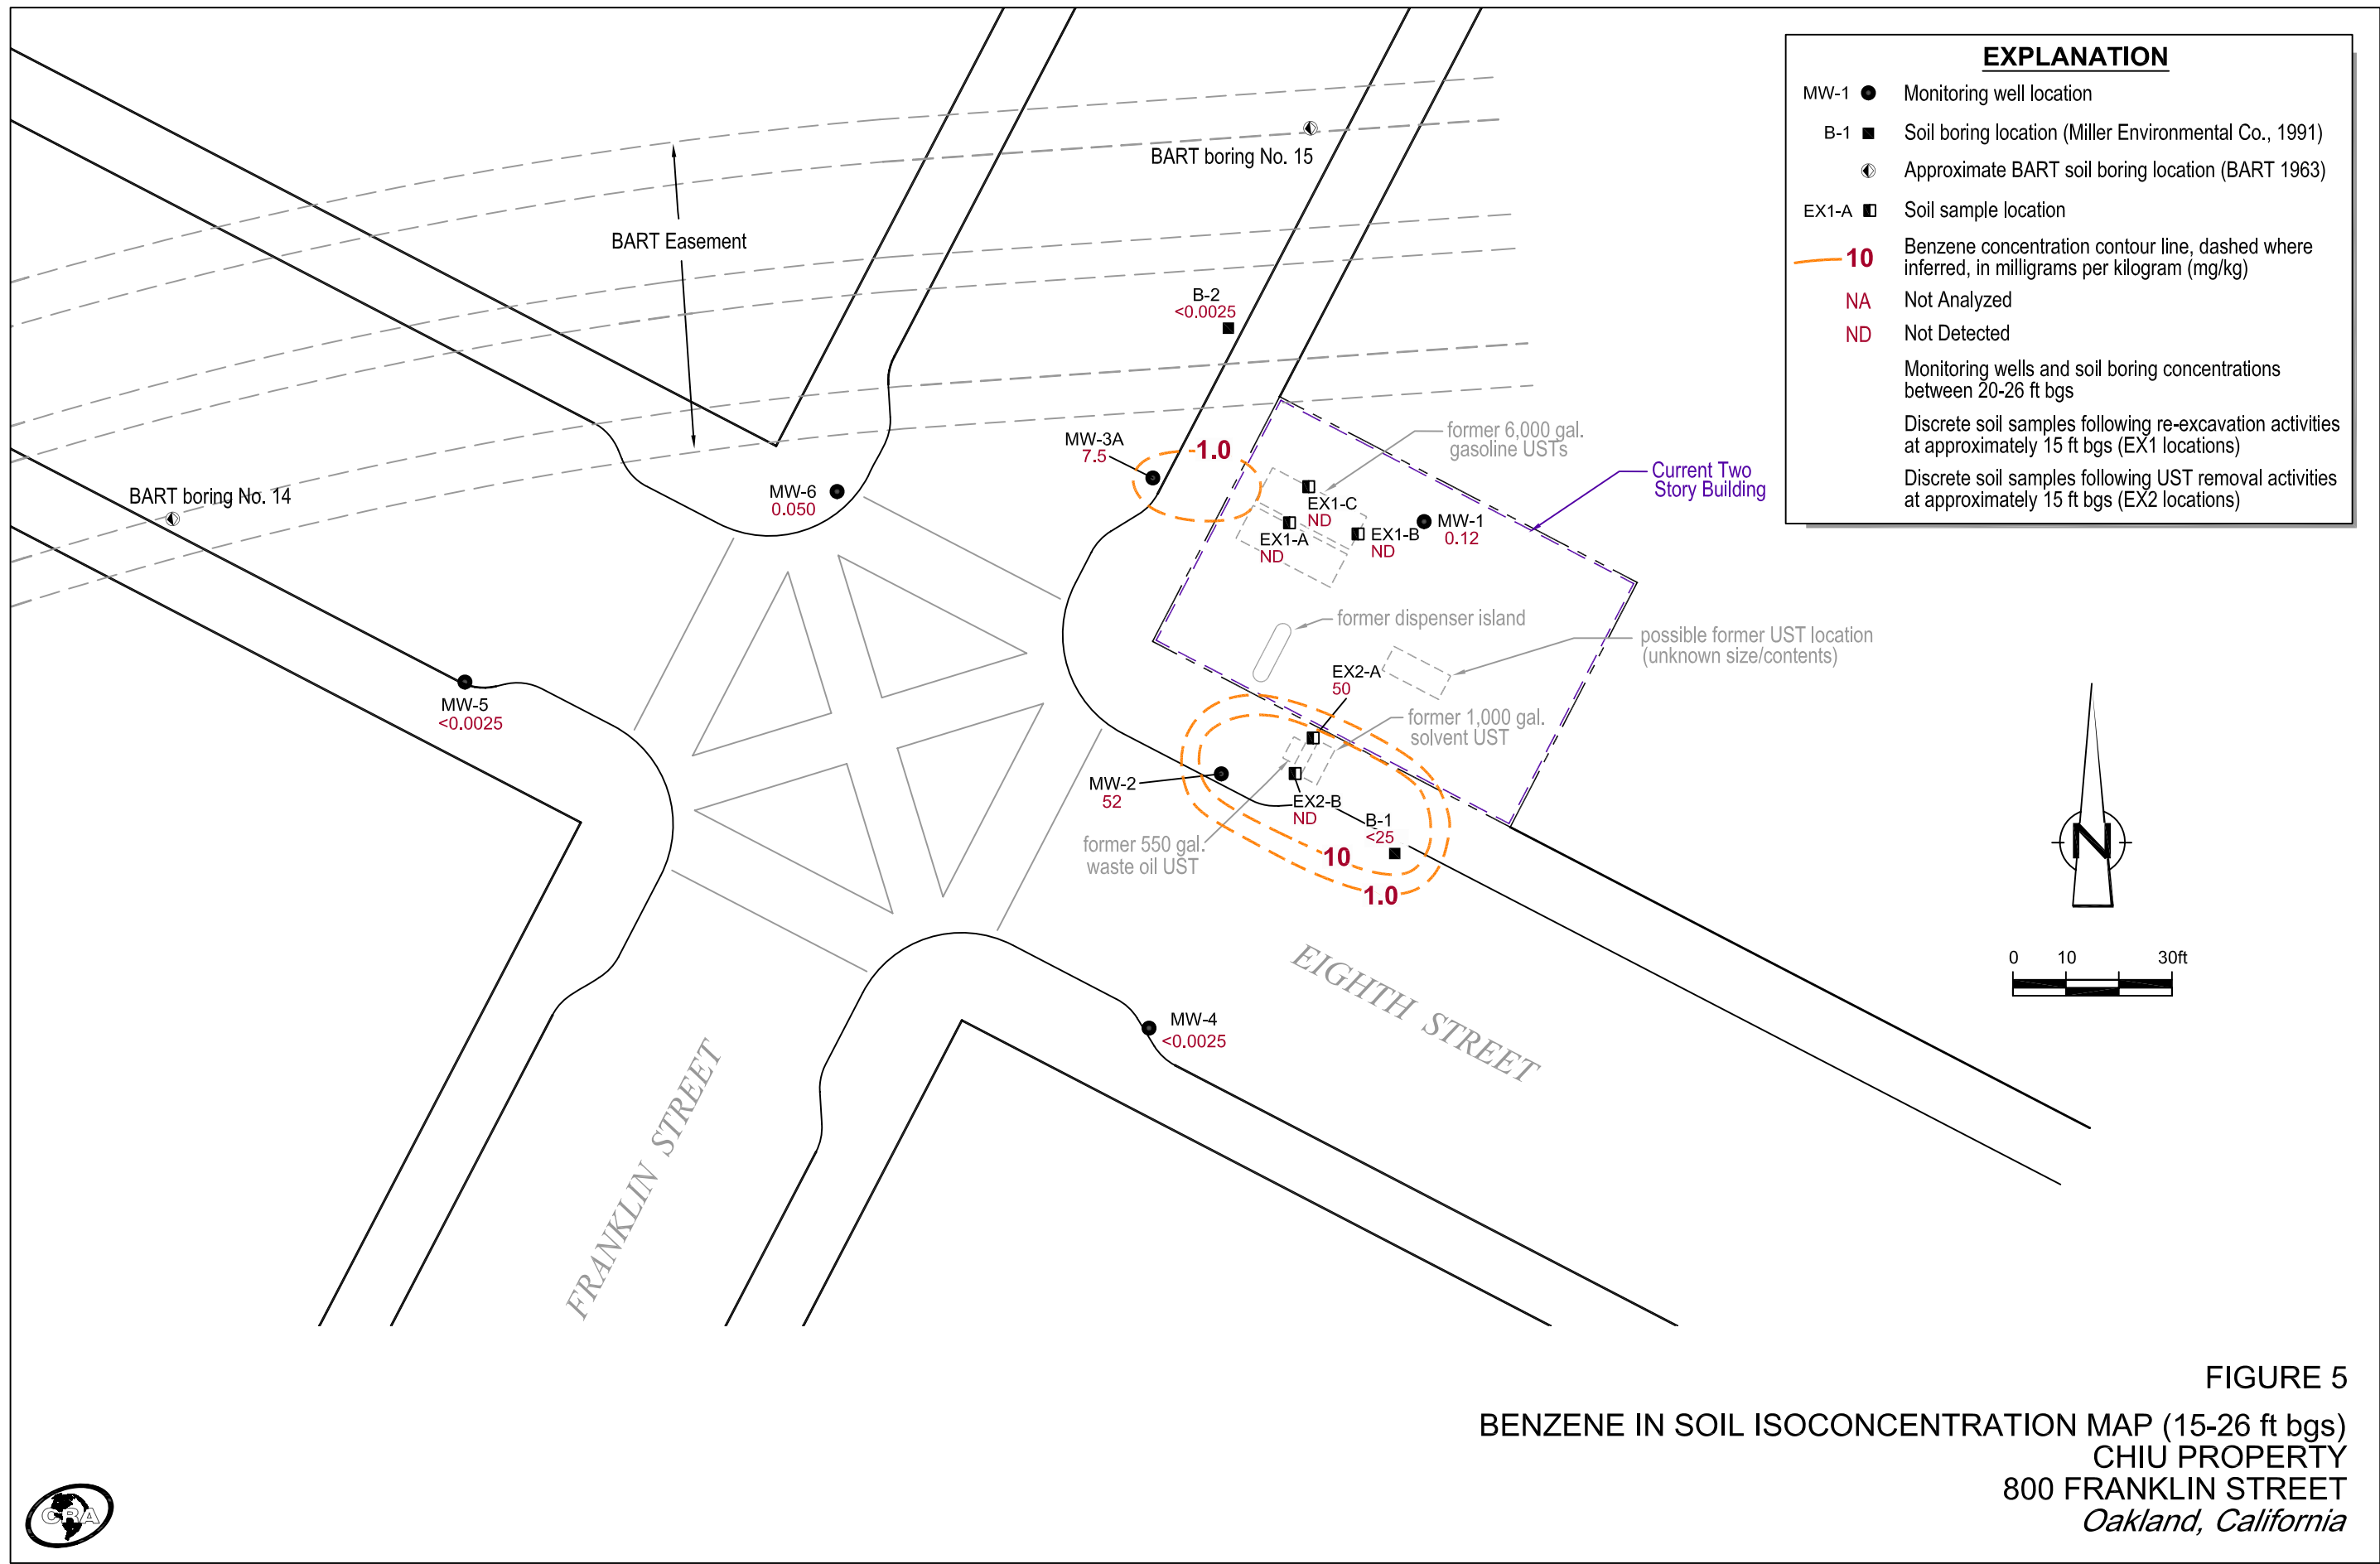 EXPLANATION
MW-1 Monitoring well location
B-1 Soil boring location (Miller Environmental Co., 1991)
Approximate BART soil boring location (BART 1963)
EX1-A Soil sample location
10 Benzene concentration contour line, dashed where
inferred, in milligrams per kilogram (mg/kg)
NA Not Analyzed
ND Not Detected
Monitoring wells and soil boring concentrations
between 20-26 ft bgs
Discrete soil samples following re-excavation activities
at approximately 15 ft bgs (EX1 locations)
Discrete soil samples following UST removal activities
at approximately 15 ft bgs (EX2 locations)
BART boring No. 15
BART Easement
B-2
<0.0025
MW-3A
7.5
1.0
former 6,000 gal.
gasoline USTs
Current Two
Story Building
BART boring No. 14
MW-6
0.050
EX1-C
ND
EX1-A
ND
EX1-B
ND
MW-1
0.12
former dispenser island
possible former UST location
(unknown size/contents)
EX2-A
50
MW-5
<0.0025
former 1,000 gal.
solvent UST
MW-2
52
EX2-B
ND
B-1
<25
former 550 gal.
waste oil UST
10
1.0
N
0 10 30ft
EIGHTH STREET
MW-4
<0.0025
FRANKLIN STREET
FIGURE 5
BENZENE IN SOIL ISOCONCENTRATION MAP (15-26 ft bgs)
CHIU PROPERTY
800 FRANKLIN STREET
Oakland, California
CRA